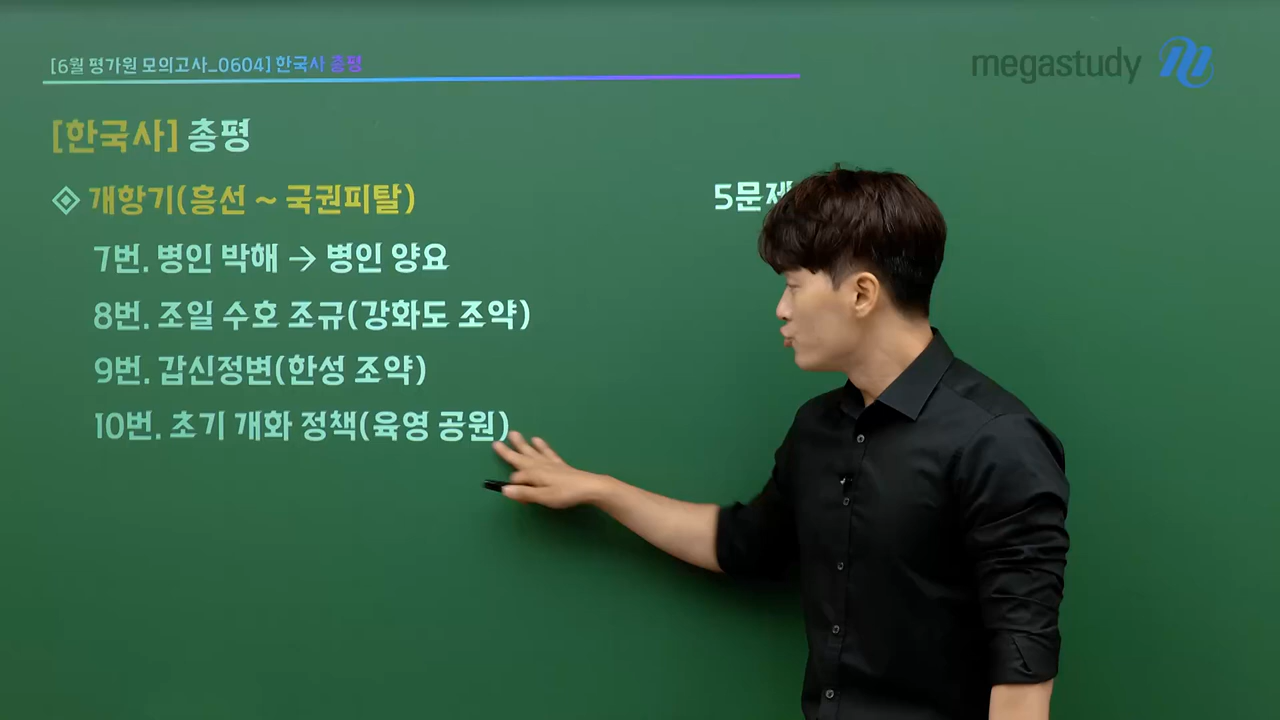 [6월 평가원 모의고사_0604] 한국사 총평
megastudy
[한국사] 총평
개항기(흥선 ~ 국권피탈)
5문제
7번. 병인 박해 → 병인 양요
8번. 조일 수호 조규(강화도 조약)
9번. 갑신정변(한성 조약)
10번. 초기 개화 정책(육영 공원)